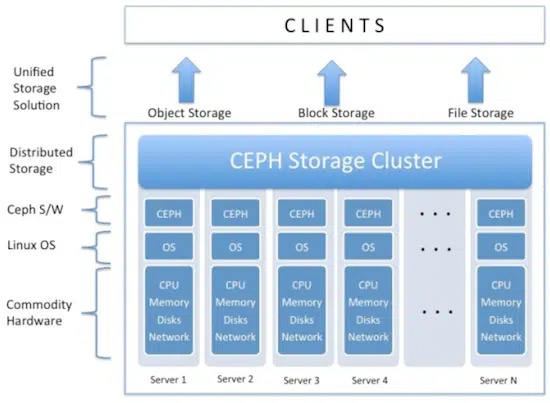 CLIENTS
Unified
Storage
Solution
Object Storage
Block Storage
File Storage
Distributed
Storage
CEPH Storage Cluster
Ceph S/W
CEPH CEPH CEPH CEPH • • • CEPH
Linux OS
OS OS OS OS • • • OS
Commodity
Hardware
CPU CPU CPU CPU CPU
Memory Memory Memory Memory Memory
Disks Disks Disks Disks • • • Disks
Network Network Network Network Network
Server 1 Server 2 Server 3 Server 4 Server N